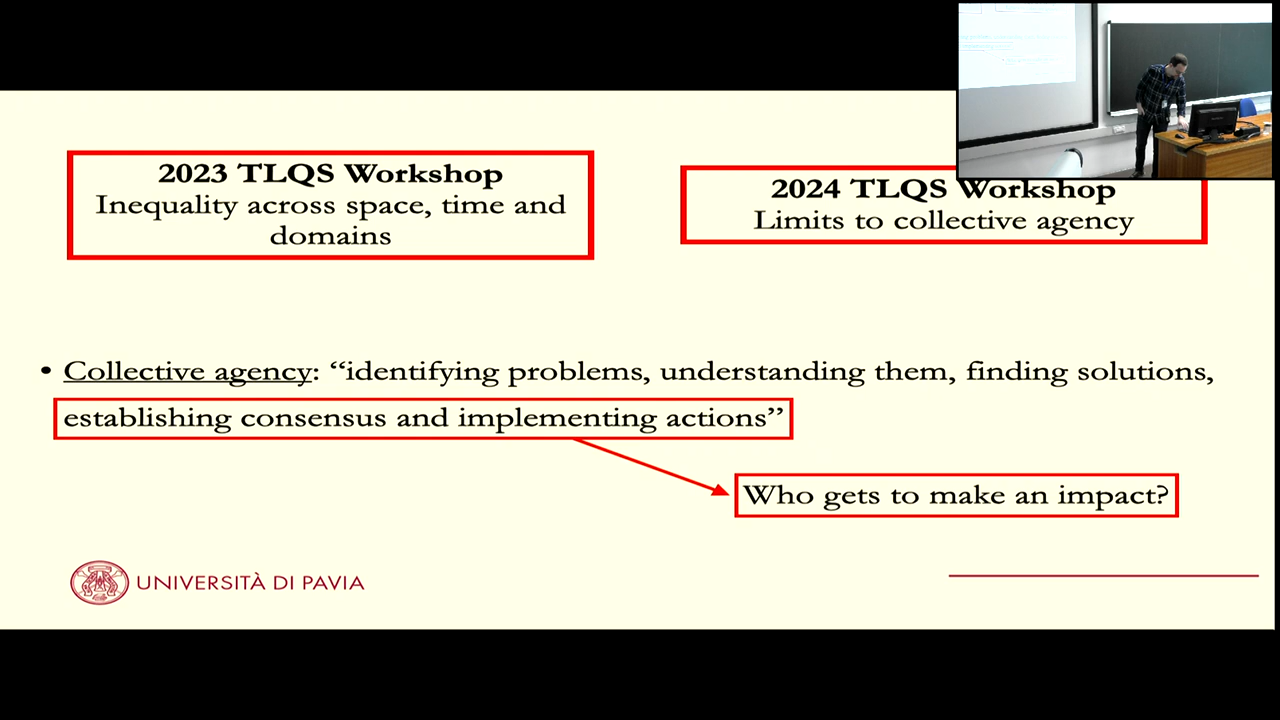 2023 TLQS Workshop
Inequality across space, time and
domains
2024 TLQS Workshop
Limits to collective agency
• Collective agency: “identifying problems, understanding them, finding solutions,
establishing consensus and implementing actions”
Who gets to make an impact?
UNIVERSITÀ DI PAVIA